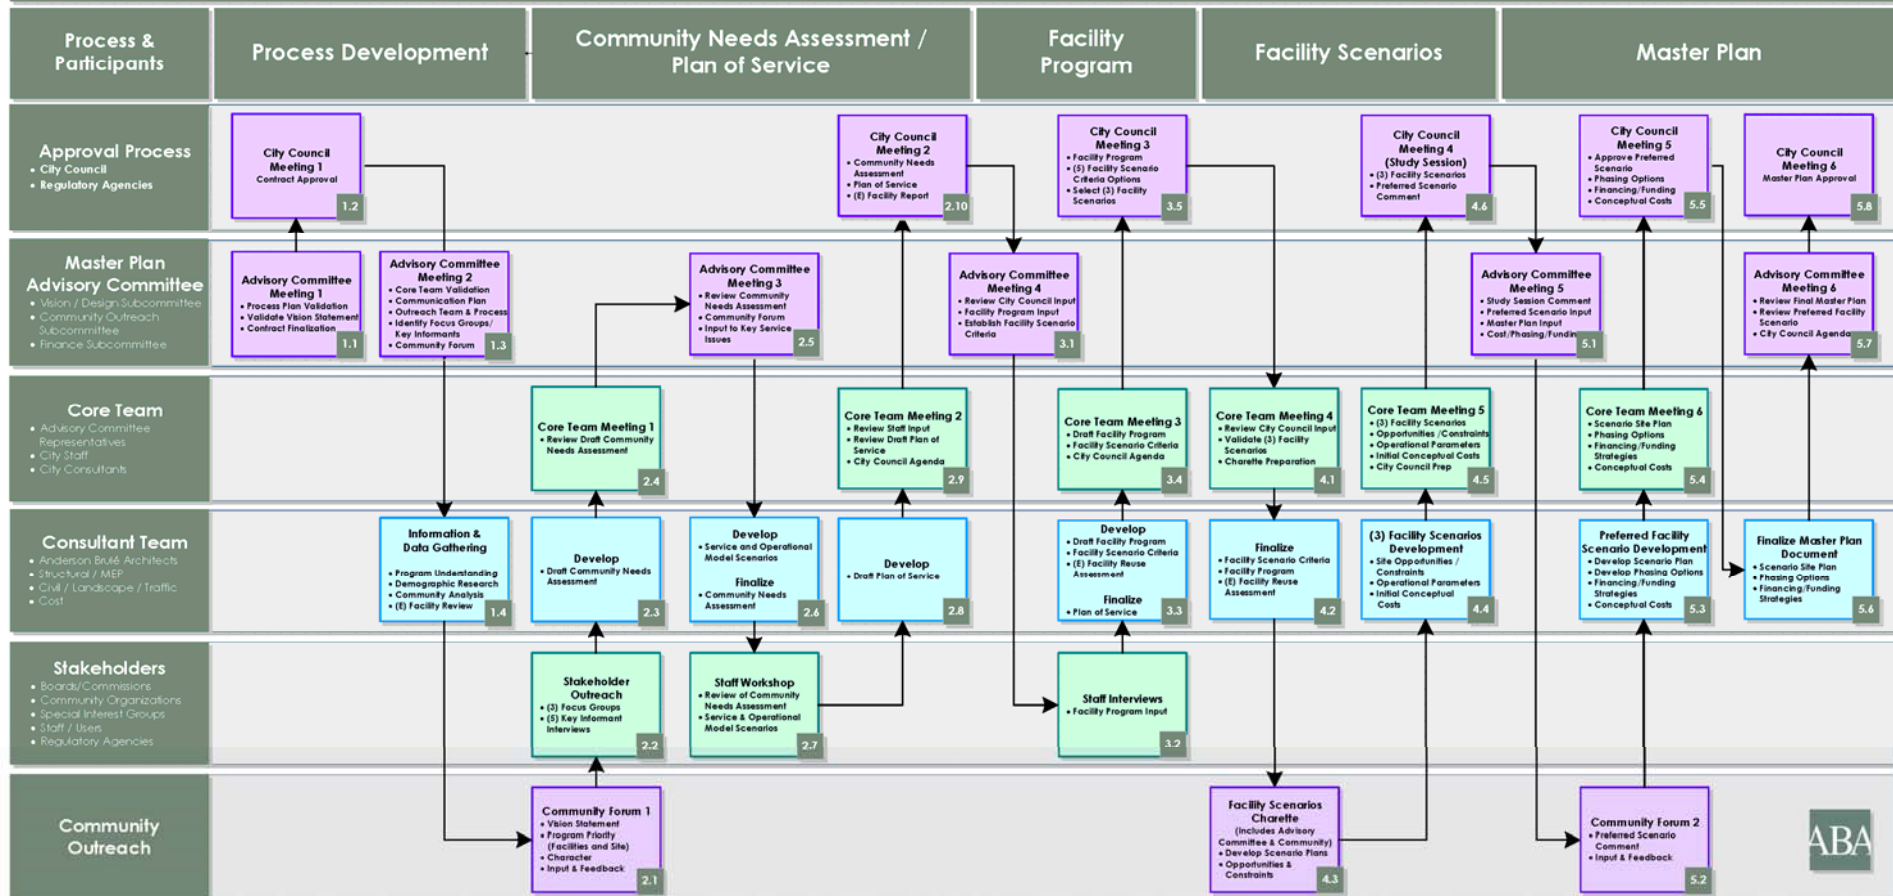 Process &
Participants
Process Development
Community Needs Assessment /
Plan of Service
Facility
Program
Facility Scenarios
Master Plan
Approval Process
• City Council
• Regulatory Agencies
City Council
Meeting 1
Contract Approval
1.2
City Council
Meeting 2
• Community Needs
Assessment
• Plan of Service
• (E) Facility Report
2.10
City Council
Meeting 3
• Facility Program
• (5) Facility Scenario
Criteria Options
• Select (3) Facility
Scenarios
3.5
City Council
Meeting 4
(Study Session)
• (3) Facility Scenarios
• Preferred Scenario
Comment
4.6
City Council
Meeting 5
• Approve Preferred
Scenario
• Phasing Options
• Financing/Funding
• Conceptual Costs
5.5
City Council
Meeting 6
Master Plan Approval
5.8
Master Plan
Advisory Committee
• Vision / Design Subcommittee
• Community Outreach
Subcommittee
• Finance Subcommittee
Advisory Committee
Meeting 1
• Process Plan Validation
• Validate Vision Statement
• Contract Finalization
1.1
Advisory Committee
Meeting 2
• Core Team Validation
• Communication Plan
• Outreach Team & Process
• Identify Focus Groups/
Key Informants
• Community Forum
1.3
Advisory Committee
Meeting 3
• Review Community
Needs Assessment
• Community Forum
• Input to Key Service
Issues
2.5
Advisory Committee
Meeting 4
• Review City Council Input
• Facility Program Input
• Establish Facility Scenario
Criteria
3.1
Advisory Committee
Meeting 5
• Study Session Comment
• Preferred Scenario Input
• Master Plan Input
• Cost/Phasing/Funding
5.1
Advisory Committee
Meeting 6
• Review Final Master Plan
• Review Preferred Facility
Scenario
• City Council Agenda
5.7
Core Team
• Advisory Committee
Representatives
• City Staff
• City Consultants
Core Team Meeting 1
• Review Draft Community
Needs Assessment
2.4
Core Team Meeting 2
• Review Staff Input
• Review Draft Plan of
Service
• City Council Agenda
2.9
Core Team Meeting 3
• Draft Facility Program
• Facility Scenario Criteria
• City Council Agenda
3.4
Core Team Meeting 4
• Review City Council Input
• Validate (3) Facility
Scenarios
• Charette Preparation
4.1
Core Team Meeting 5
• (3) Facility Scenarios
• Opportunities /Constraints
• Operational Parameters
• Initial Conceptual Costs
• City Council Prep
4.5
Core Team Meeting 6
• Scenario Site Plan
• Phasing Options
• Financing/Funding
Strategies
• Conceptual Costs
5.4
Consultant Team
• Anderson Brulé Architects
• Structural / MEP
• Civil / Landscape / Traffic
• Cost
Information &
Data Gathering
• Program Understanding
• Demographic Research
• Community Analysis
• (E) Facility Review
1.4
Develop
• Draft Community Needs
Assessment
2.3
Develop
• Service and Operational
Model Scenarios
Finalize
• Community Needs
Assessment
2.6
Develop
• Draft Plan of Service
2.8
Develop
• Draft Facility Program
• Facility Scenario Criteria
• (E) Facility Reuse
Assessment
Finalize
• Plan of Service
3.3
Finalize
• Facility Scenario Criteria
• Facility Program
• (E) Facility Reuse
Assessment
4.2
(3) Facility Scenarios
Development
• Site Opportunities /
Constraints
• Operational Parameters
• Initial Conceptual
Costs
4.4
Preferred Facility
Scenario Development
• Develop Scenario Plan
• Develop Phasing Options
• Financing/Funding
Strategies
• Conceptual Costs
5.3
Finalize Master Plan
Document
• Scenario Site Plan
• Phasing Options
• Financing/Funding
Strategies
5.6
Stakeholders
• Boards/Commissions
• Community Organizations
• Special Interest Groups
• Staff / Users
• Regulatory Agencies
Stakeholder
Outreach
• (3) Focus Groups
• (5) Key Informant
Interviews
2.2
Staff Workshop
• Review of Community
Needs Assessment
• Service & Operational
Model Scenarios
2.7
Staff Interviews
• Facility Program Input
3.2
Community
Outreach
Community Forum 1
• Vision Statement
• Program Priority
(Facilities and Site)
• Character
• Input & Feedback
2.1
Facility Scenarios
Charette
(Includes Advisory
Committee & Community)
• Develop Scenario Plans
• Opportunities &
Constraints
4.3
Community Forum 2
• Preferred Scenario
Comment
• Input & Feedback
5.2
ABA